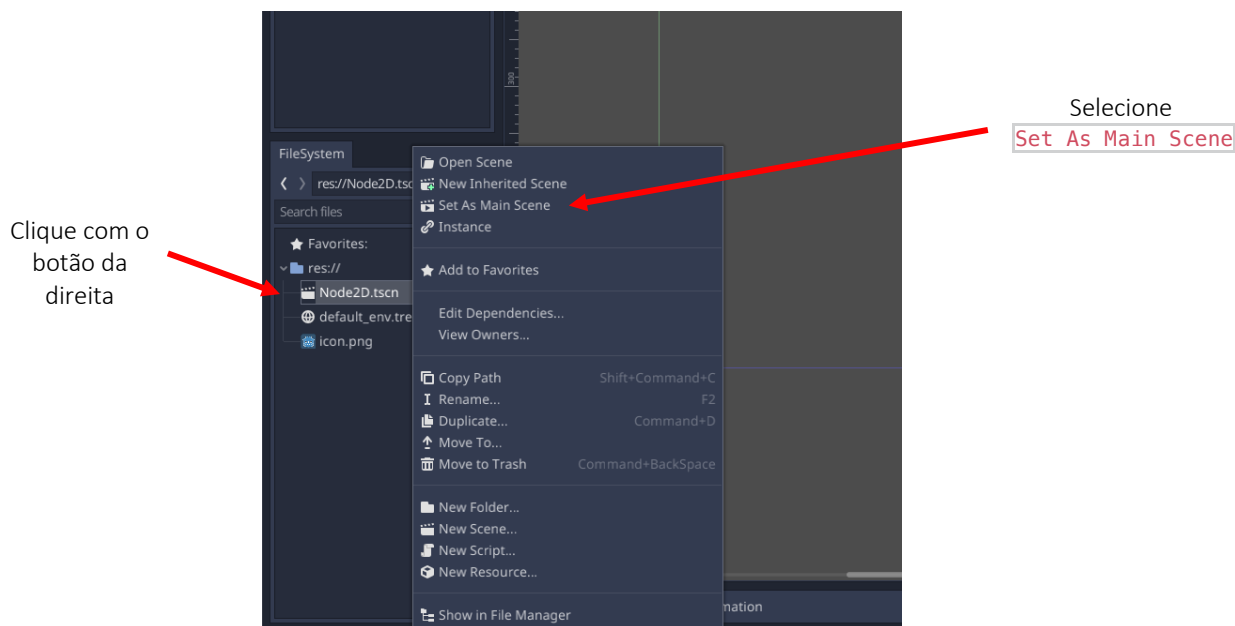 Selecione
Set As Main Scene
Clique com o
botão da
direita
300
FileSystem
res://Node2D.tsc
Search files
Favorites:
res://
Node2D.tscn
default_env.tre
icon.png
Open Scene
New Inherited Scene
Set As Main Scene
Instance
Add to Favorites
Edit Dependencies...
View Owners...
Copy Path Shift+Command+C
Rename... F2
Duplicate... Command+D
Move To...
Move to Trash Command+BackSpace
New Folder...
New Scene...
New Script...
New Resource...
Show in File Manager
mation